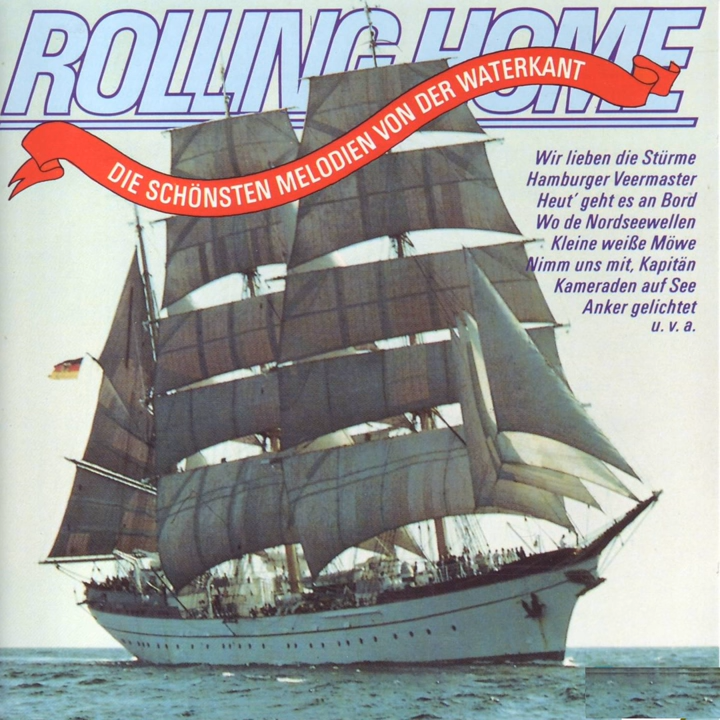 ROLLING HOME
DIE SCHÖNSTEN MELODIEN VON DER WATERKANT
Wir lieben die Stürme
Hamburger Veermaster
Heut' geht es an Bord
Wo de Nordseewellen
Kleine weiße Möwe
Nimm uns mit, Kapitän
Kameraden auf See
Anker gelichtet
u. v. a.